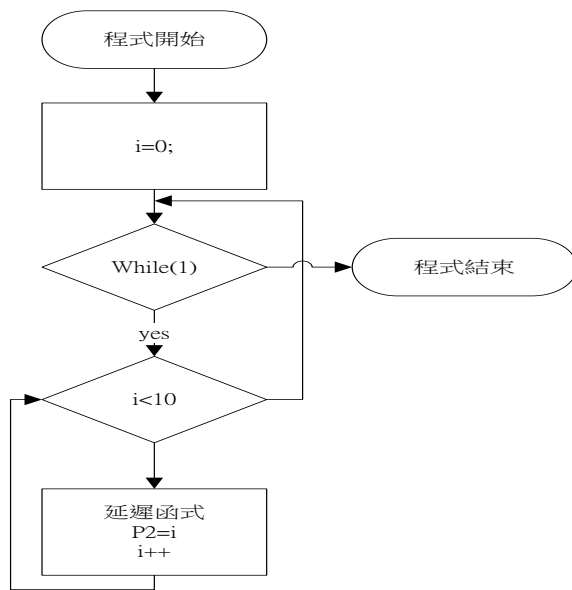 程式開始
i=0;
While(1)
程式結束
yes
i<10
延遲函式
P2=i
i++